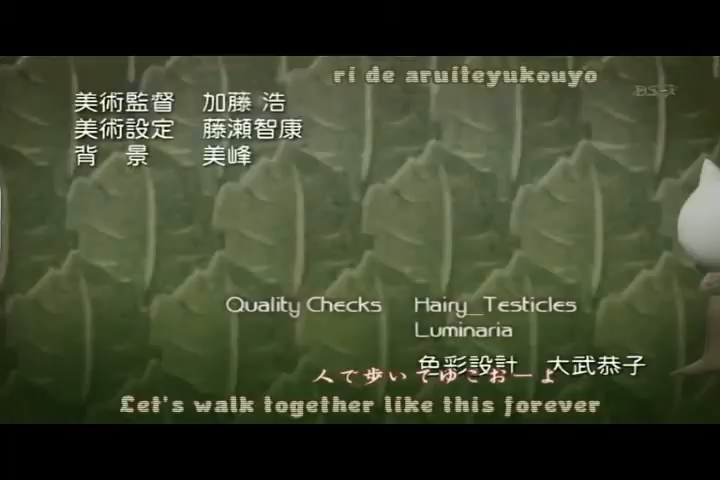 ri de aruiteyukouyo
BS-i
美術監督 加藤 浩
美術設定 藤瀬智康
背 景 美峰
Quality Checks Hairy_Testicles
Luminaria
色彩設計 大武恭子
人で歩いてゆこおーよ
Let's walk together like this forever